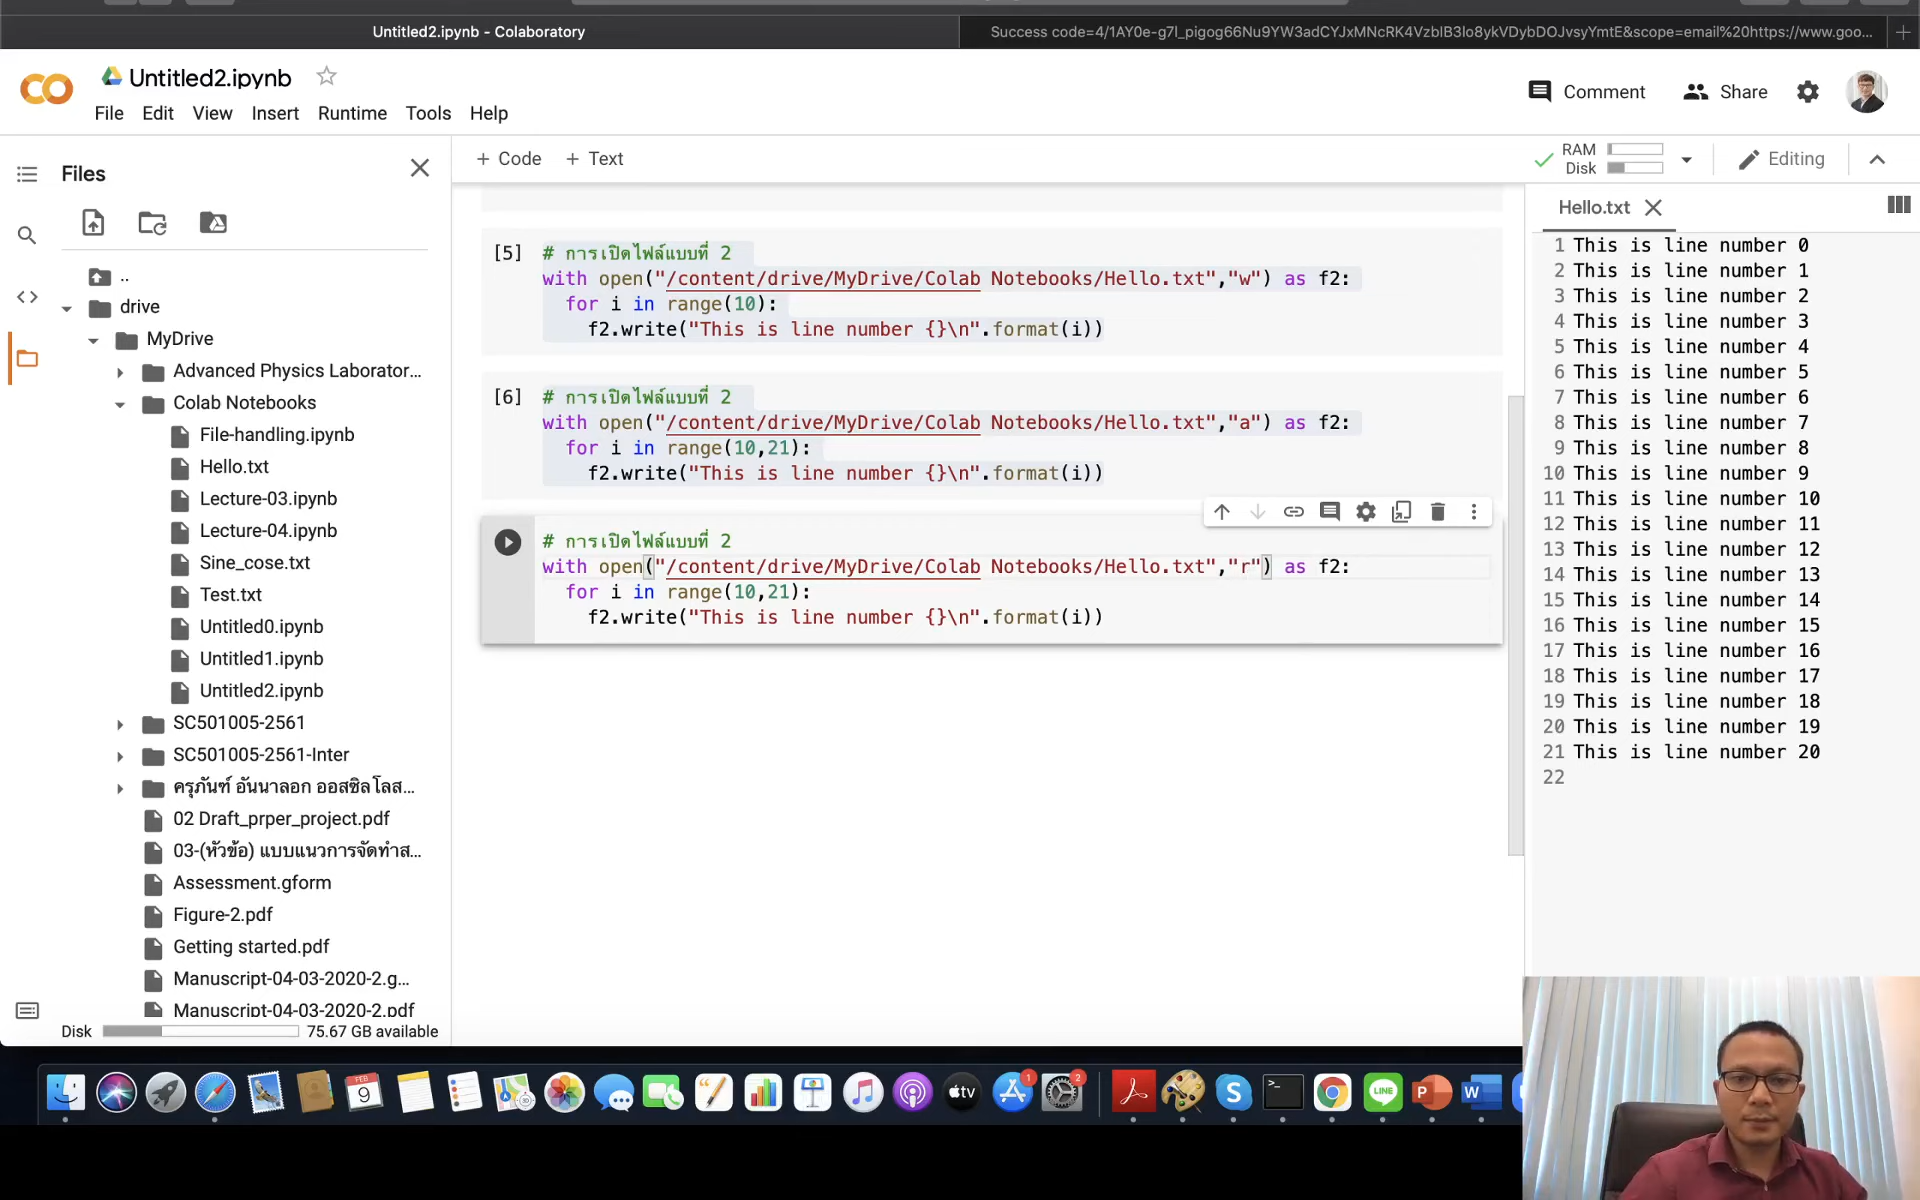 Untitled2.ipynb - Colaboratory
Success code=4/1AY0e-g7l_pigog66Nu9YW3adCYJxMNcRK4VzblB3lo8ykVDybDOJvsyYmtE&scope=email%20https://www.goo...
Untitled2.ipynb
Comment
Share
File Edit View Insert Runtime Tools Help
Files
+ Code + Text
RAM
Disk
Editing
..
drive
MyDrive
Advanced Physics Laborator...
Colab Notebooks
File-handling.ipynb
Hello.txt
Lecture-03.ipynb
Lecture-04.ipynb
Sine_cose.txt
Test.txt
Untitled0.ipynb
Untitled1.ipynb
Untitled2.ipynb
SC501005-2561
SC501005-2561-Inter
ครุภันฑ์ อันนาลอก ออสซิลโลส...
02 Draft_prper_project.pdf
03-(หัวข้อ) แบบแนวการจัดทำส...
Assessment.gform
Figure-2.pdf
Getting started.pdf
Manuscript-04-03-2020-2.g...
Manuscript-04-03-2020-2.pdf
Disk 75.67 GB available
[5] # การเปิดไฟล์แบบที่ 2
with open("/content/drive/MyDrive/Colab Notebooks/Hello.txt","w") as f2:
for i in range(10):
f2.write("This is line number {}\n".format(i))
[6] # การเปิดไฟล์แบบที่ 2
with open("/content/drive/MyDrive/Colab Notebooks/Hello.txt","a") as f2:
for i in range(10,21):
f2.write("This is line number {}\n".format(i))
# การเปิดไฟล์แบบที่ 2
with open("/content/drive/MyDrive/Colab Notebooks/Hello.txt","r") as f2:
for i in range(10,21):
f2.write("This is line number {}\n".format(i))
Hello.txt
1 This is line number 0
2 This is line number 1
3 This is line number 2
4 This is line number 3
5 This is line number 4
6 This is line number 5
7 This is line number 6
8 This is line number 7
9 This is line number 8
10 This is line number 9
11 This is line number 10
12 This is line number 11
13 This is line number 12
14 This is line number 13
15 This is line number 14
16 This is line number 15
17 This is line number 16
18 This is line number 17
19 This is line number 18
20 This is line number 19
21 This is line number 20
22
FEB
9
tv
1
2
S
LINE
P
W